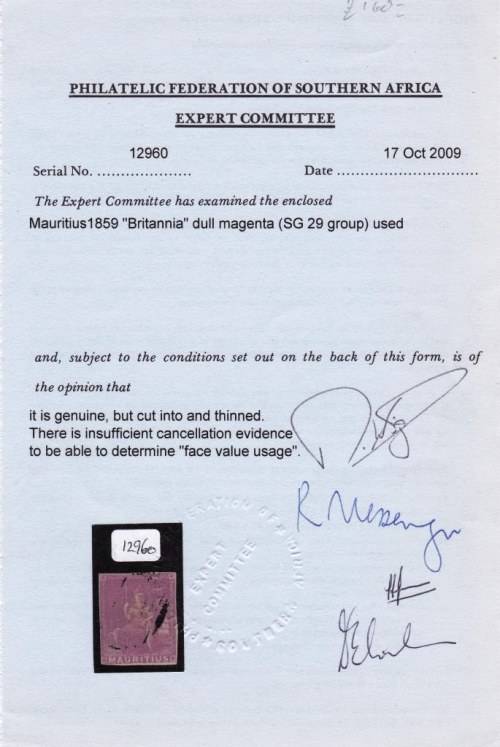 PHILATELIC FEDERATION OF SOUTHERN AFRICA
EXPERT COMMITTEE
12960 17 Oct 2009
Serial No. .................... Date .............................
The Expert Committee has examined the enclosed
Mauritius1859 "Britannia" dull magenta (SG 29 group) used
and, subject to the conditions set out on the back of this form, is of
the opinion that
it is genuine, but cut into and thinned.
There is insufficient cancellation evidence
to be able to determine "face value usage".
R Messenger
EXPERT
COMMITTEE
12960
MAURITIUS